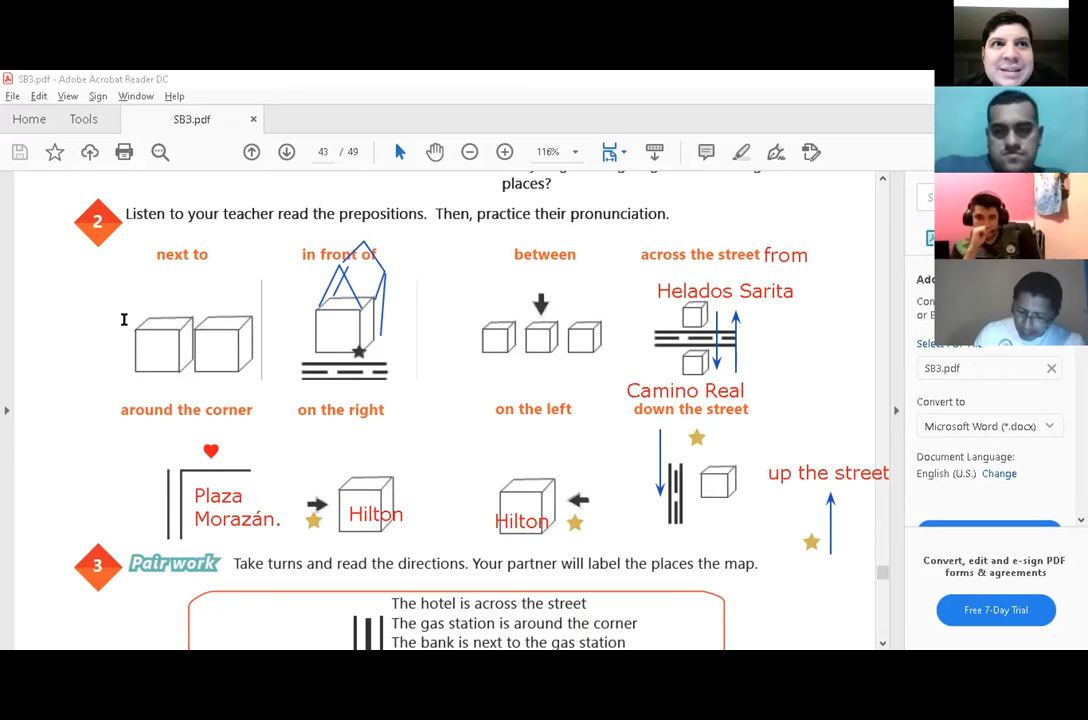 SB3.pdf - Adobe Acrobat Reader DC
File Edit View Sign Window Help
Home Tools SB3.pdf
43 / 49 116%
places?
2 Listen to your teacher read the prepositions. Then, practice their pronunciation.
next to in front of between across the street from
Helados Sarita
Camino Real
around the corner on the right on the left down the street
up the street
Plaza
Morazán.
Hilton
Hilton
3 Pair work Take turns and read the directions. Your partner will label the places the map.
The hotel is across the street
The gas station is around the corner
The bank is next to the gas station
SB3.pdf
Convert to
Microsoft Word (*.docx)
Document Language:
English (U.S.) Change
Convert, edit and e-sign PDF
forms & agreements
Free 7-Day Trial